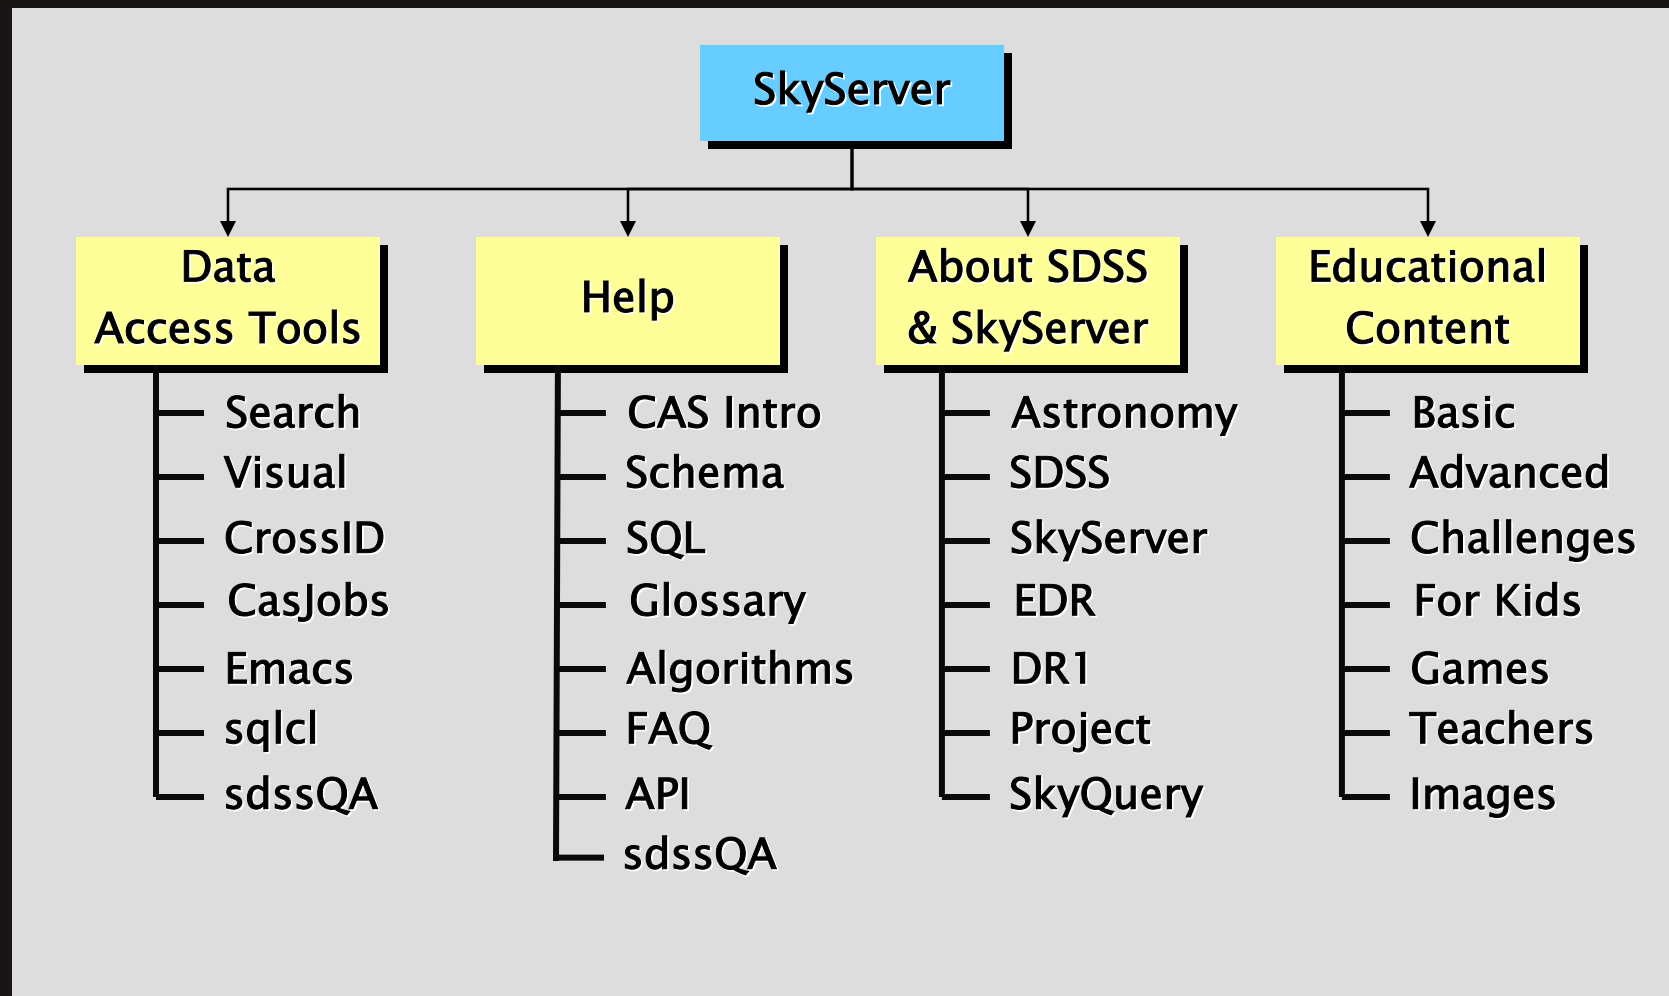 SkyServer
Data
Access Tools
Search
Visual
CrossID
CasJobs
Emacs
sqlcl
sdssQA
Help
CAS Intro
Schema
SQL
Glossary
Algorithms
FAQ
API
sdssQA
About SDSS
& SkyServer
Astronomy
SDSS
SkyServer
EDR
DR1
Project
SkyQuery
Educational
Content
Basic
Advanced
Challenges
For Kids
Games
Teachers
Images